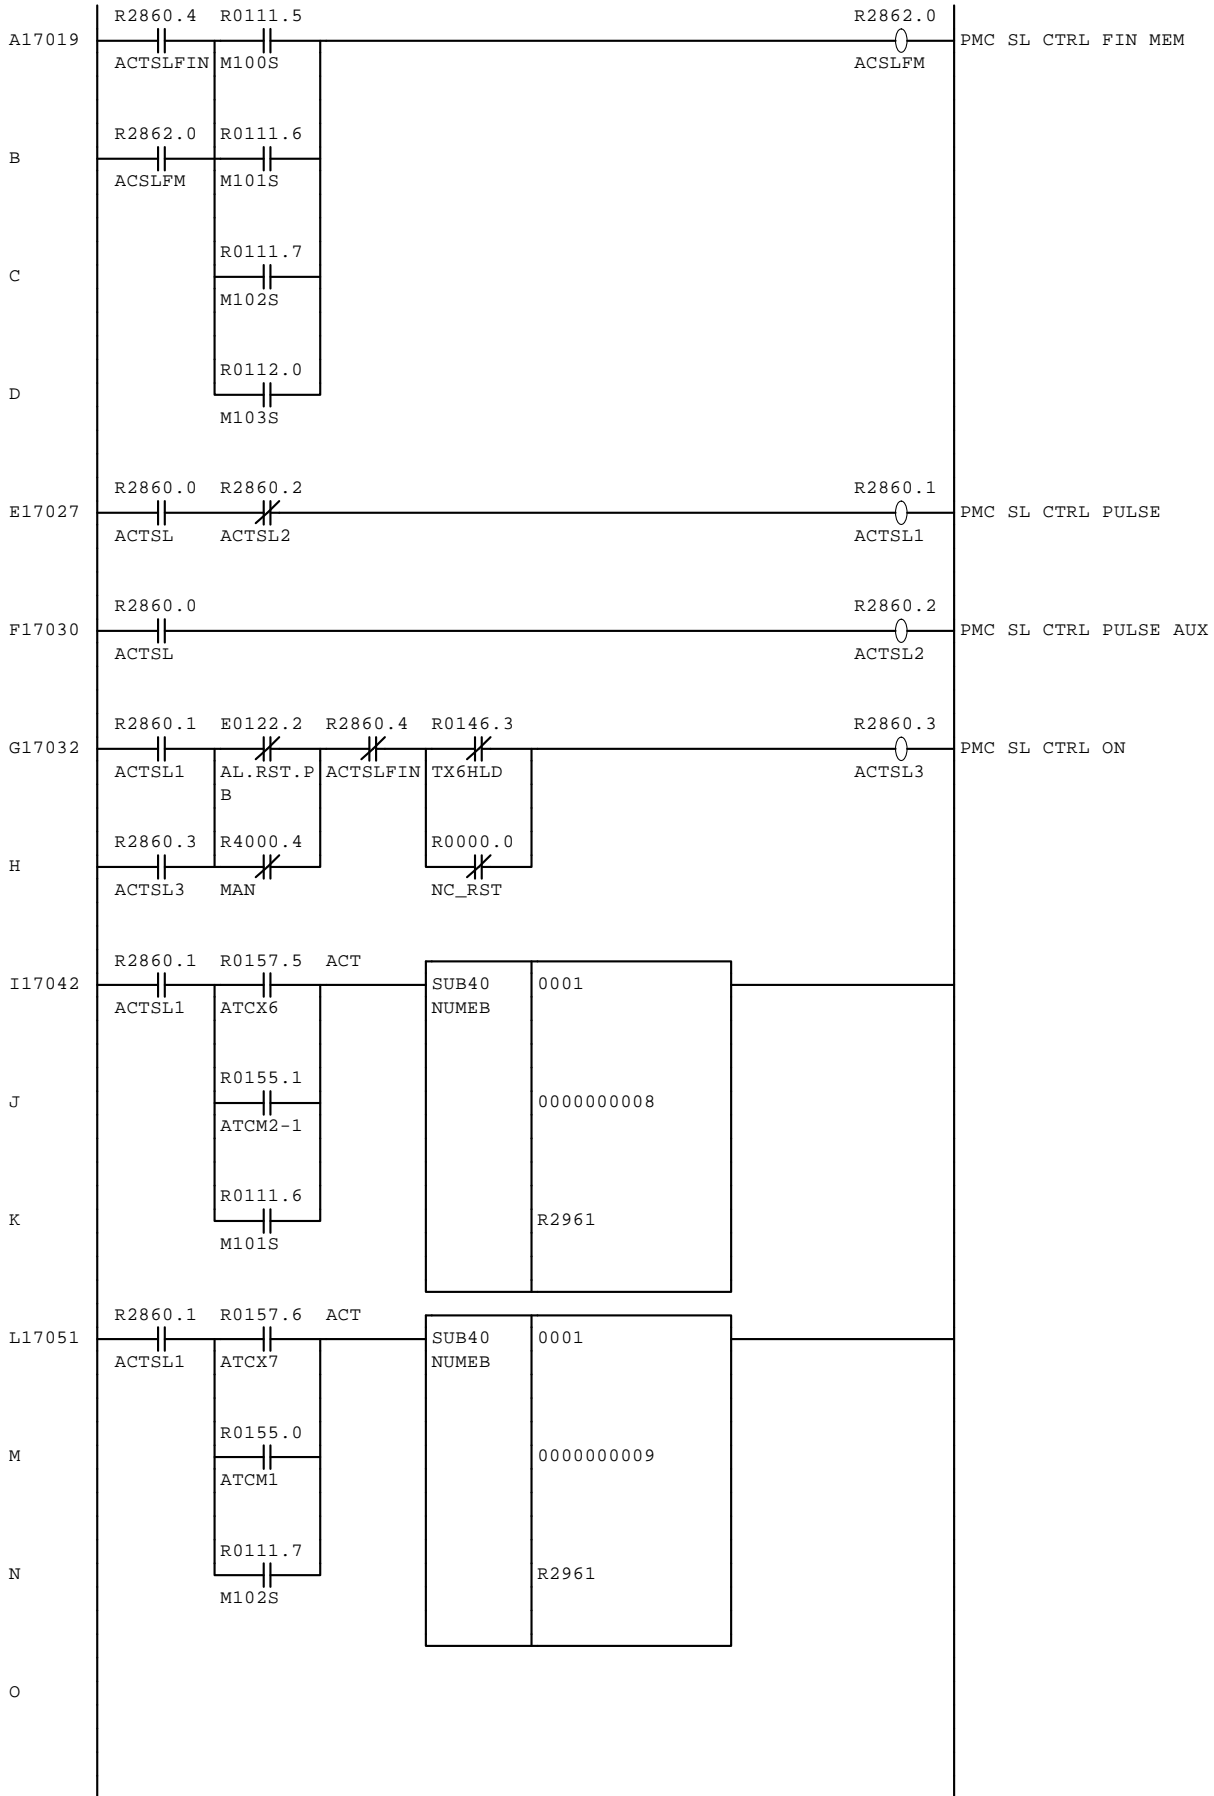 R2860.4 R0111.5 R2862.0
A17019 PMC SL CTRL FIN MEM
ACTSLFIN M100S ACSLFM
R2862.0 R0111.6
B
ACSLFM M101S
R0111.7
C
M102S
R0112.0
D
M103S
R2860.0 R2860.2 R2860.1
E17027 PMC SL CTRL PULSE
ACTSL ACTSL2 ACTSL1
R2860.0 R2860.2
F17030 PMC SL CTRL PULSE AUX
ACTSL ACTSL2
R2860.1 E0122.2 R2860.4 R0146.3 R2860.3
G17032 PMC SL CTRL ON
ACTSL1 AL.RST.P ACTSLFIN TX6HLD ACTSL3
B
R2860.3 R4000.4 R0000.0
H
ACTSL3 MAN NC_RST
R2860.1 R0157.5 ACT
I17042 SUB40 0001
ACTSL1 ATCX6 NUMEB
R0155.1
J 0000000008
ATCM2-1
R0111.6
K R2961
M101S
R2860.1 R0157.6 ACT
L17051 SUB40 0001
ACTSL1 ATCX7 NUMEB
R0155.0
M 0000000009
ATCM1
R0111.7
N R2961
M102S
O